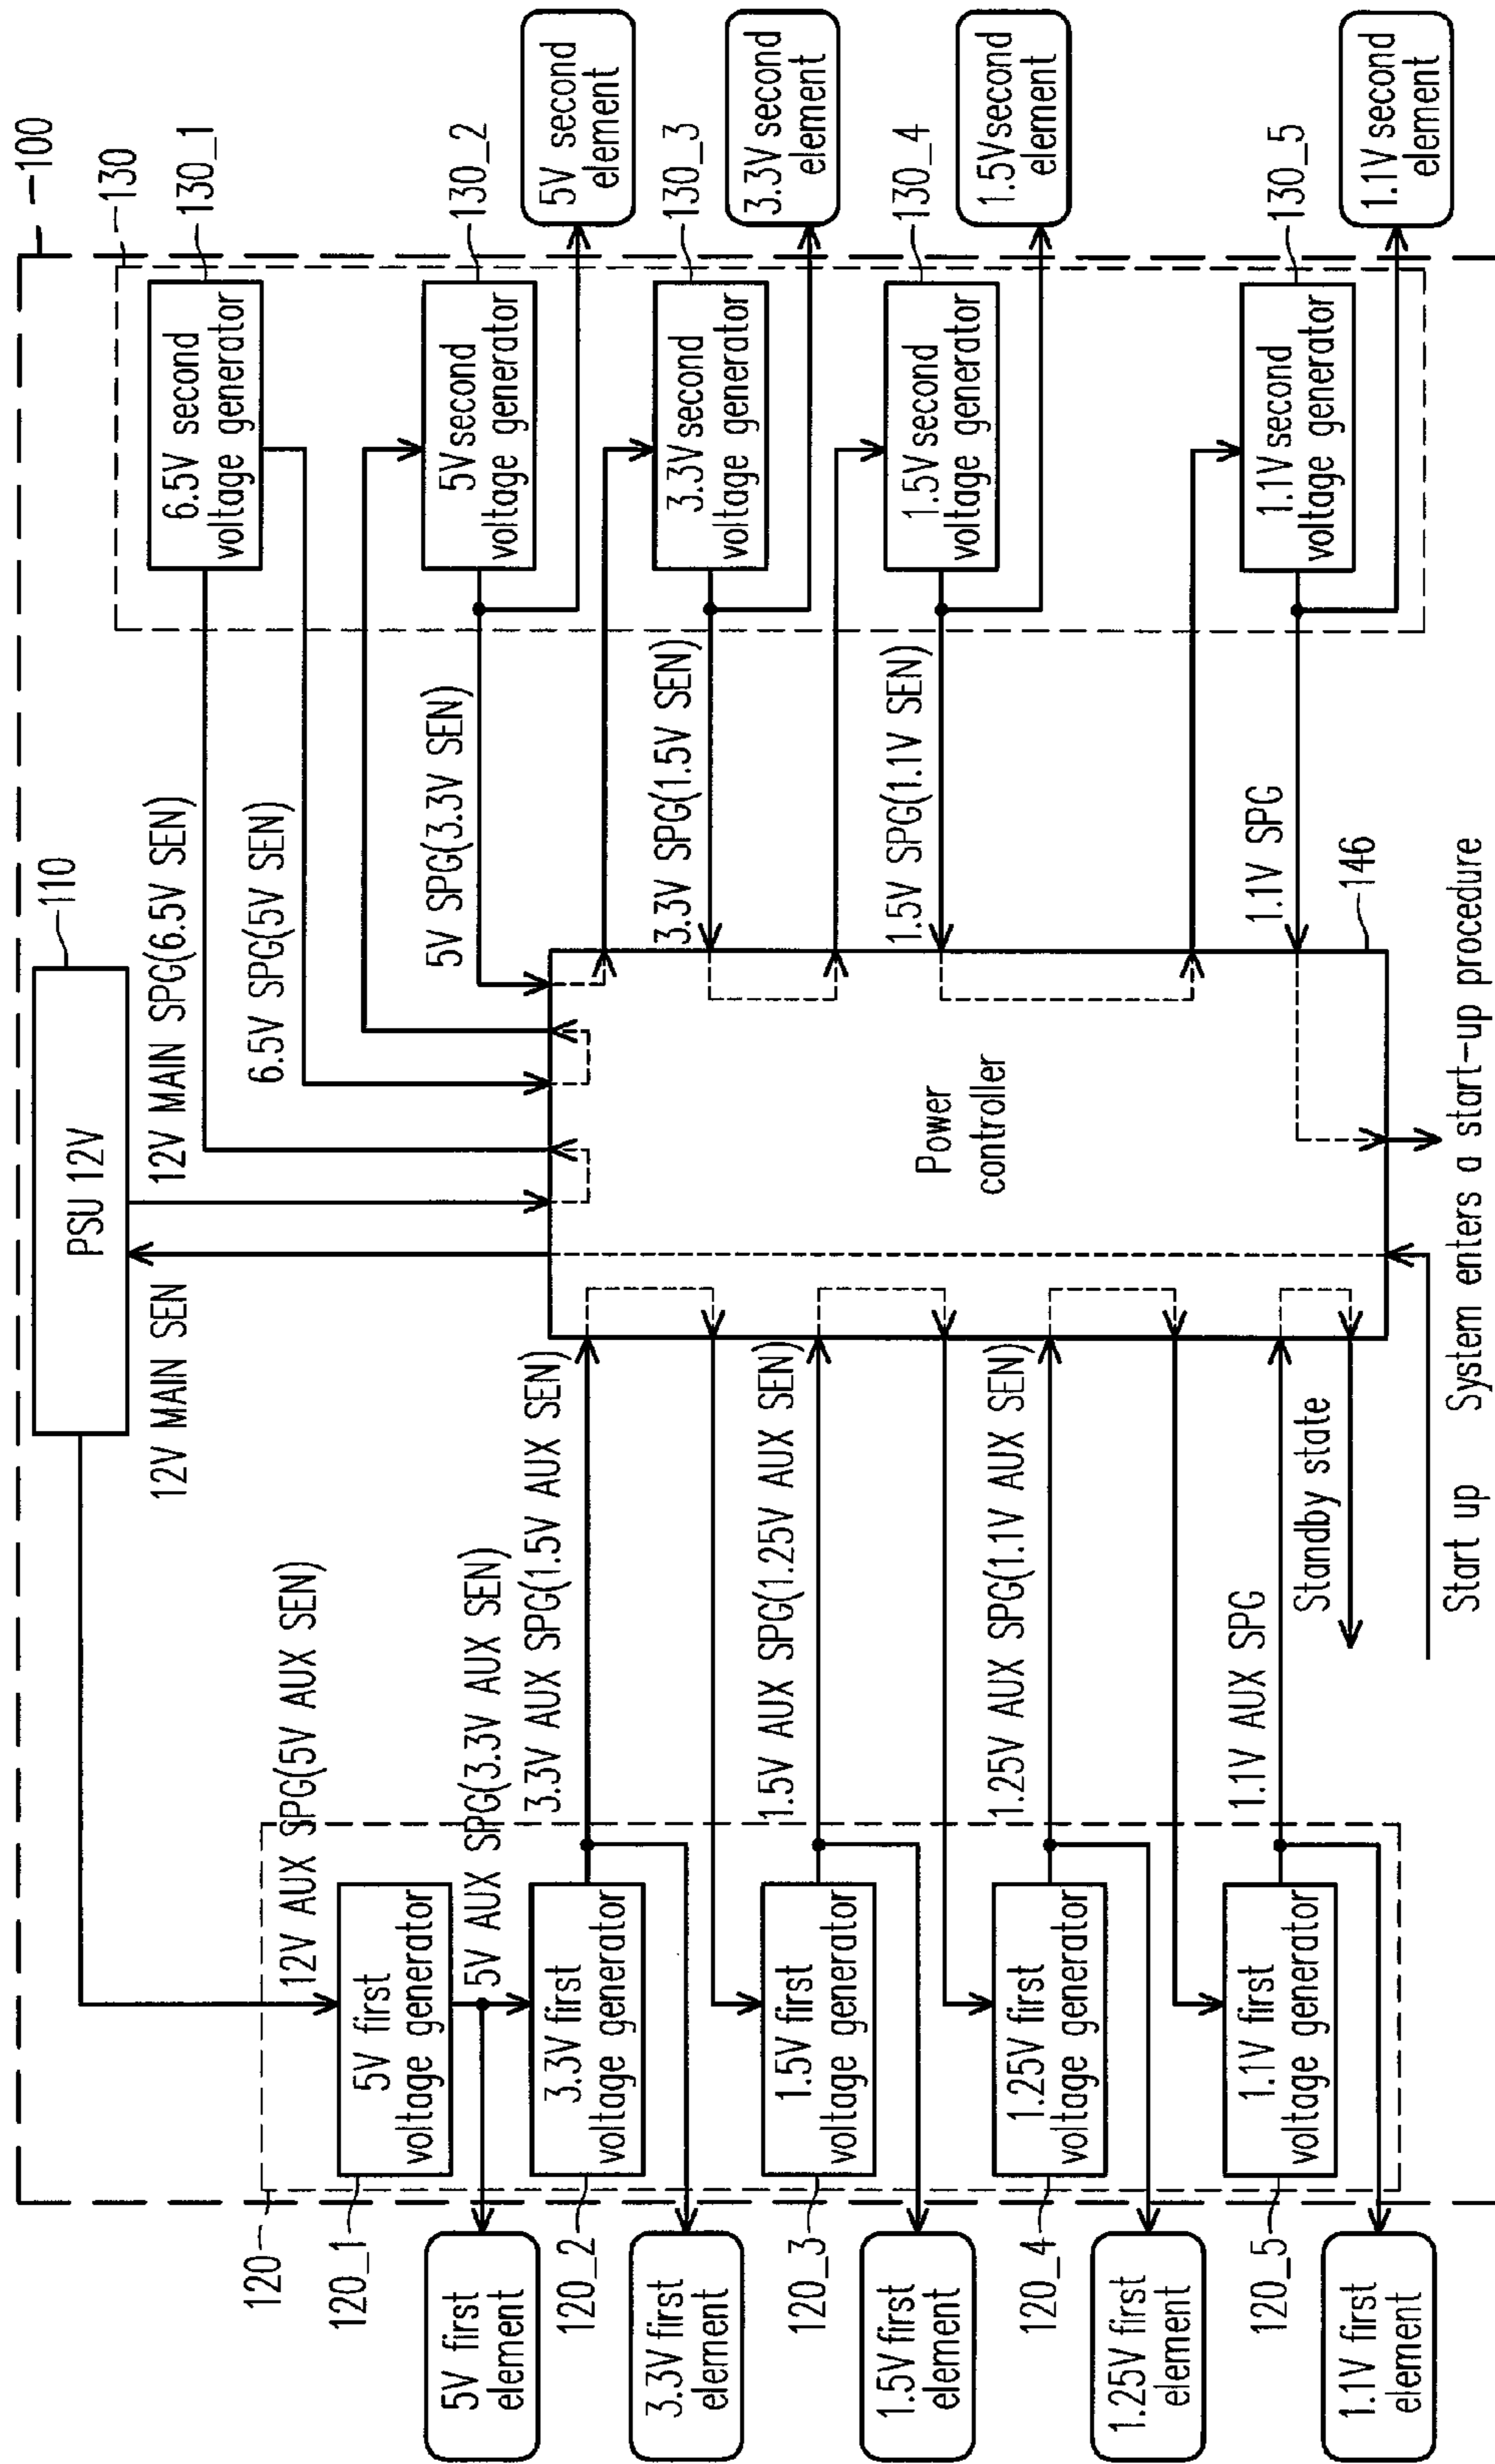 100
110
PSU 12V
12V MAIN SEN
12V MAIN SPG(6.5V SEN)
6.5V SPG(5V SEN)
5V SPG(3.3V SEN)
3.3V SPG(1.5V SEN)
1.5V SPG(1.1V SEN)
1.1V SPG
12V AUX SPG(5V AUX SEN)
5V AUX SPG(3.3V AUX SEN)
3.3V AUX SPG(1.5V AUX SEN)
1.5V AUX SPG(1.25V AUX SEN)
1.25V AUX SPG(1.1V AUX SEN)
1.1V AUX SPG
Standby state
Start up
System enters a start-up procedure
Power
controller
146
120
120_1
5V first
voltage generator
5V first
element
120_2
3.3V first
voltage generator
3.3V first
element
120_3
1.5V first
voltage generator
1.5V first
element
120_4
1.25V first
voltage generator
1.25V first
element
120_5
1.1V first
voltage generator
1.1V first
element
130
130_1
6.5V second
voltage generator
130_2
5V second
voltage generator
5V second
element
130_3
3.3V second
voltage generator
3.3V second
element
130_4
1.5V second
voltage generator
1.5V second
element
130_5
1.1V second
voltage generator
1.1V second
element